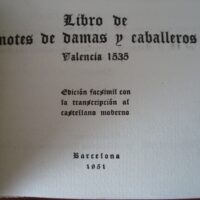 Libro de
motes de damas y caballeros
Valencia 1535
Edición facsímil con
la transcripción al
castellano moderno
Barcelona
1951